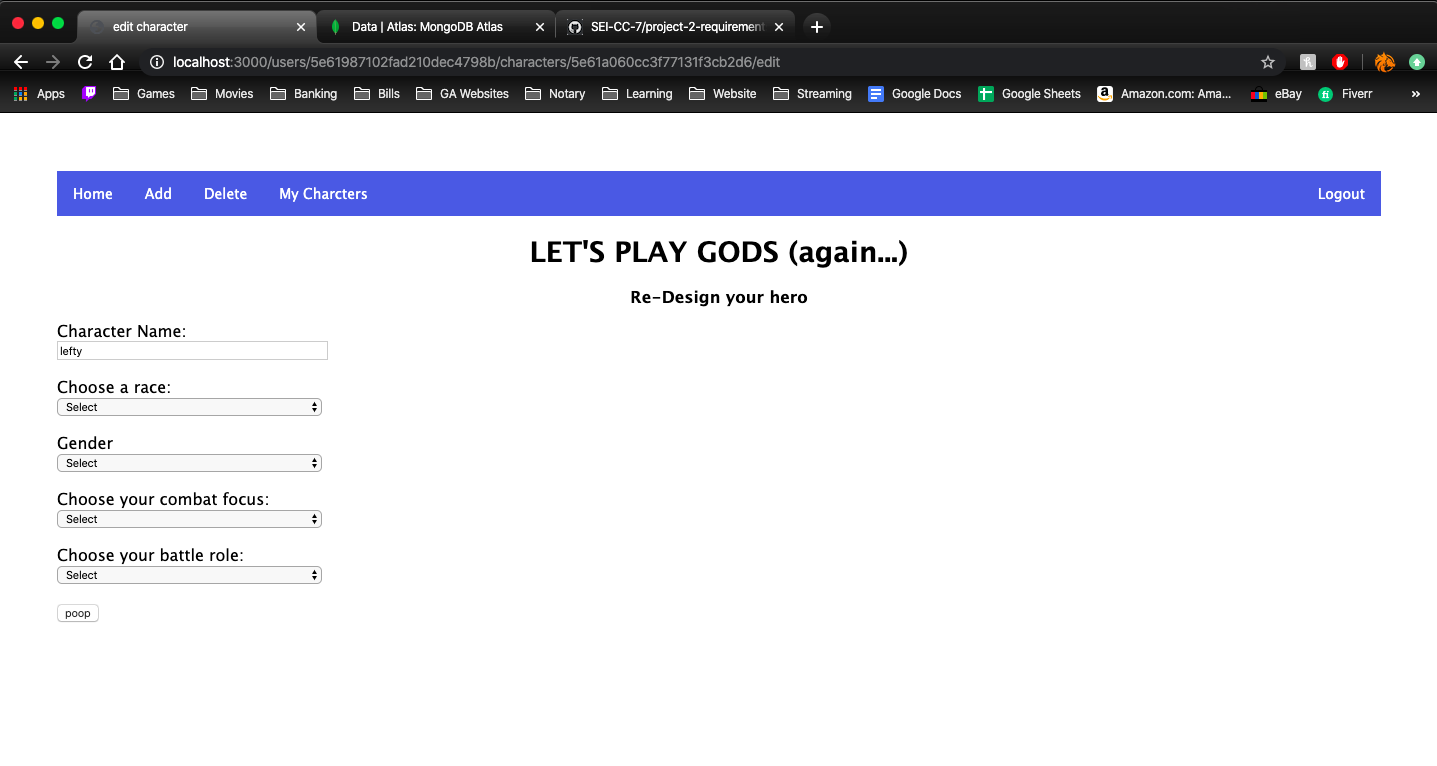 edit character
Data | Atlas: MongoDB Atlas
SEI-CC-7/project-2-requirement
localhost:3000/users/5e61987102fad210dec4798b/characters/5e61a060cc3f77131f3cb2d6/edit
Apps Games Movies Banking Bills GA Websites Notary Learning Website Streaming Google Docs Google Sheets Amazon.com: Ama... eBay Fiverr »
Home Add Delete My Charcters Logout
LET'S PLAY GODS (again...)
Re-Design your hero
Character Name:
lefty
Choose a race:
Select
Gender
Select
Choose your combat focus:
Select
Choose your battle role:
Select
poop